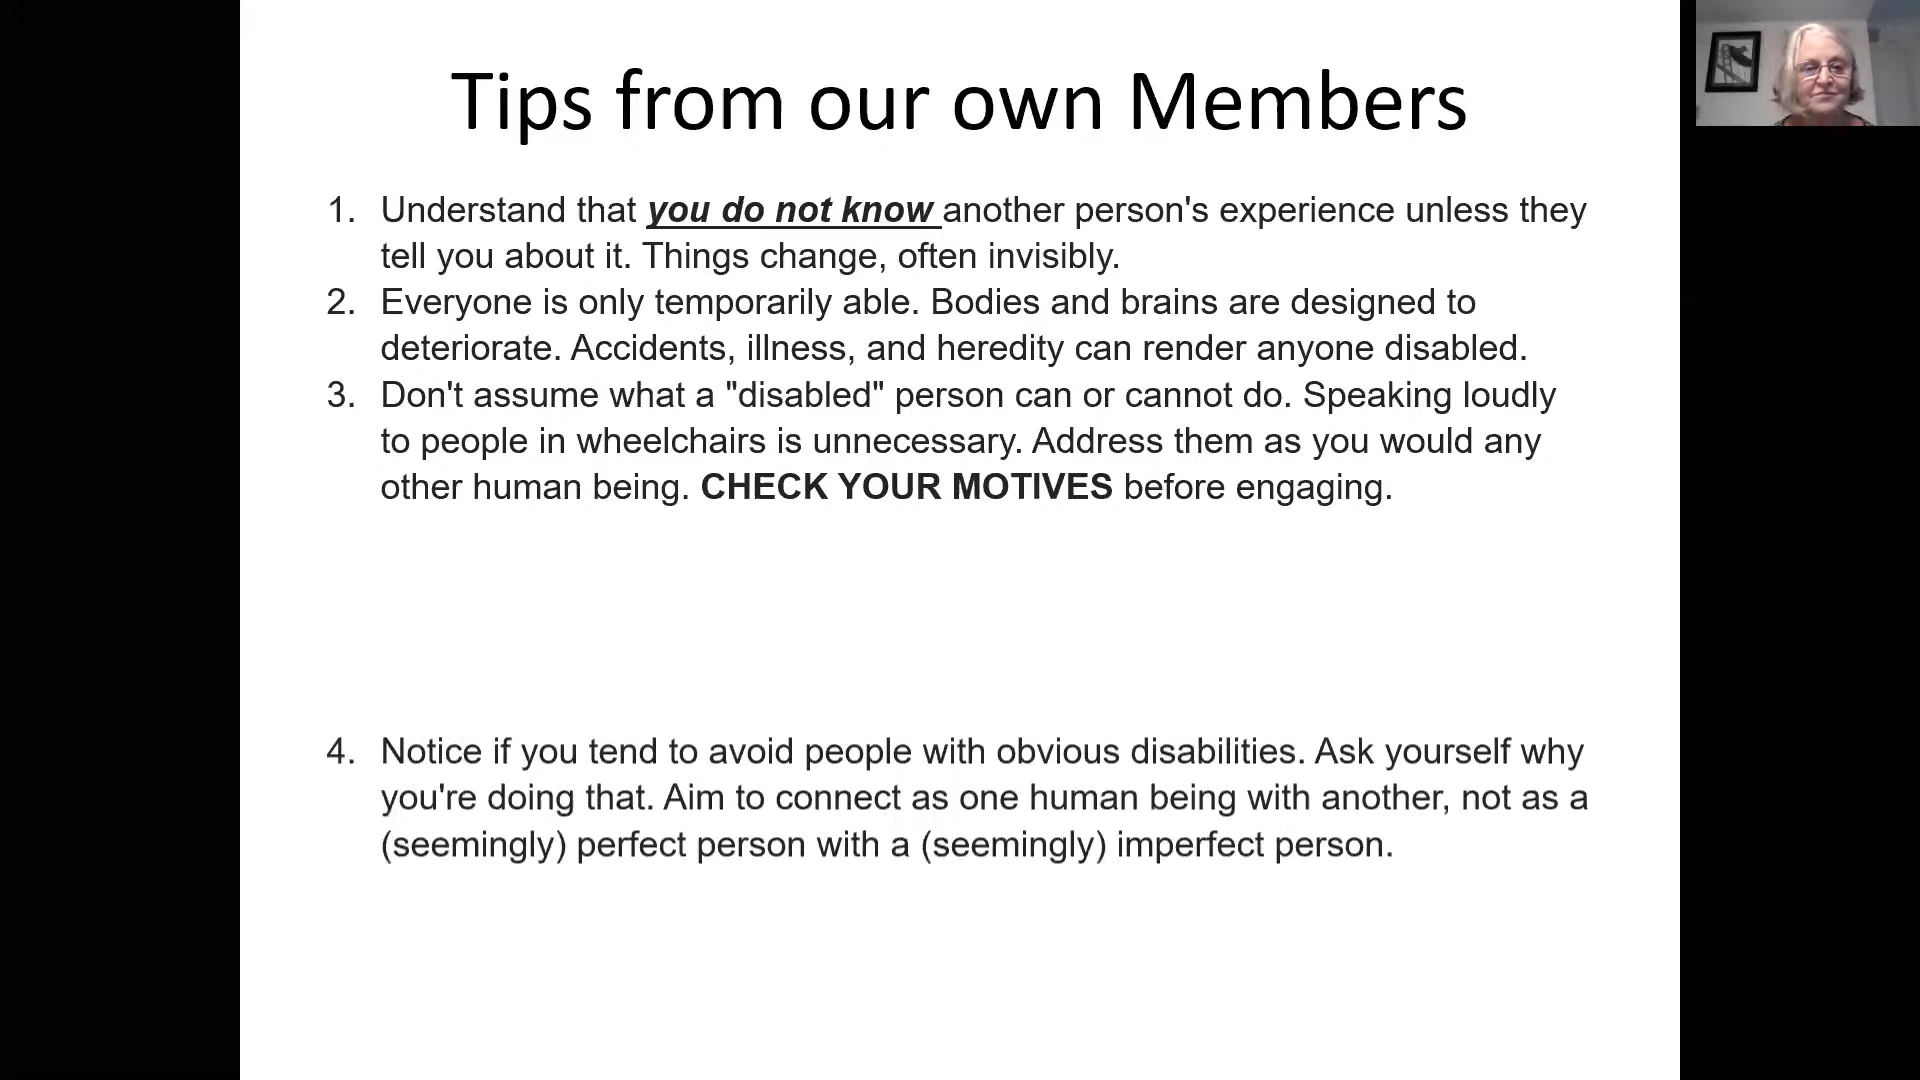 Tips from our own Members
1. Understand that you do not know another person's experience unless they
tell you about it. Things change, often invisibly.
2. Everyone is only temporarily able. Bodies and brains are designed to
deteriorate. Accidents, illness, and heredity can render anyone disabled.
3. Don't assume what a "disabled" person can or cannot do. Speaking loudly
to people in wheelchairs is unnecessary. Address them as you would any
other human being. CHECK YOUR MOTIVES before engaging.
4. Notice if you tend to avoid people with obvious disabilities. Ask yourself why
you're doing that. Aim to connect as one human being with another, not as a
(seemingly) perfect person with a (seemingly) imperfect person.